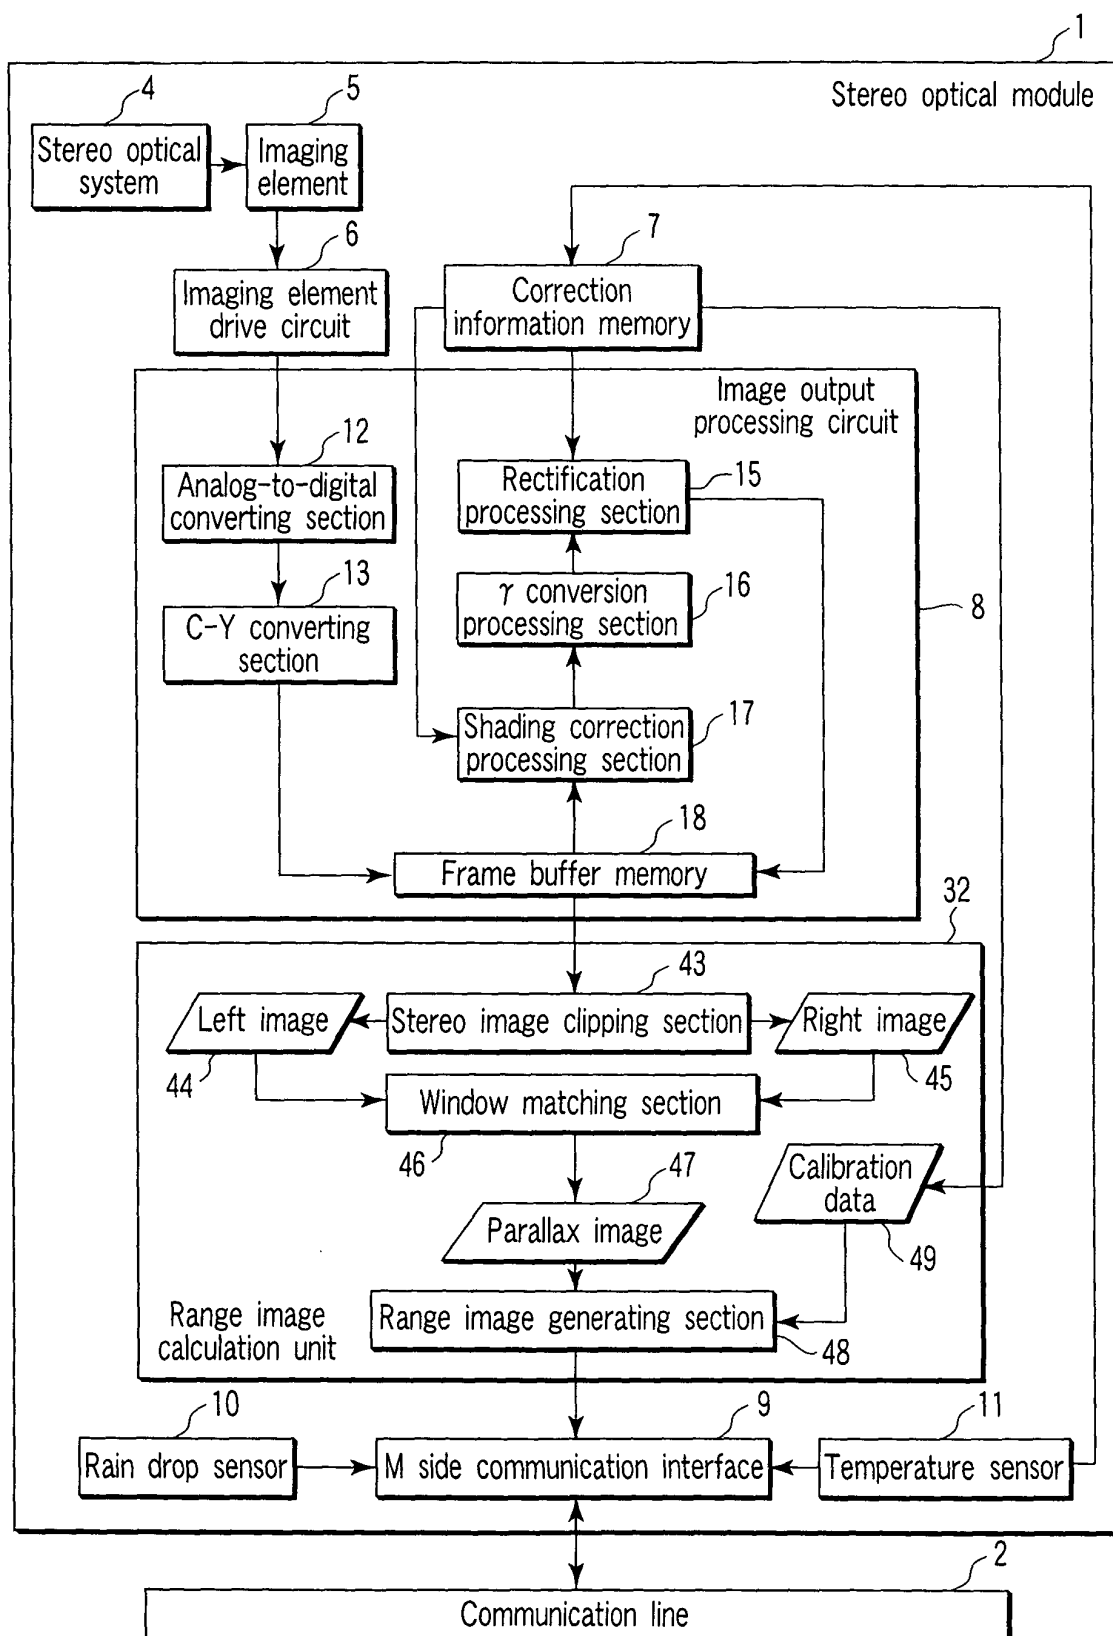 1
Stereo optical module
4
5
Stereo optical
system
Imaging
element
6
7
Imaging element
drive circuit
Correction
information memory
Image output
processing circuit
12
15
Analog-to-digital
converting section
Rectification
processing section
13
16
8
C-Y converting
section
γ conversion
processing section
17
Shading correction
processing section
18
Frame buffer memory
32
43
Left image
Stereo image clipping section
Right image
44
45
Window matching section
46
47
Calibration
data
Parallax image
49
Range image
calculation unit
Range image generating section
48
10
9
11
Rain drop sensor
M side communication interface
Temperature sensor
2
Communication line